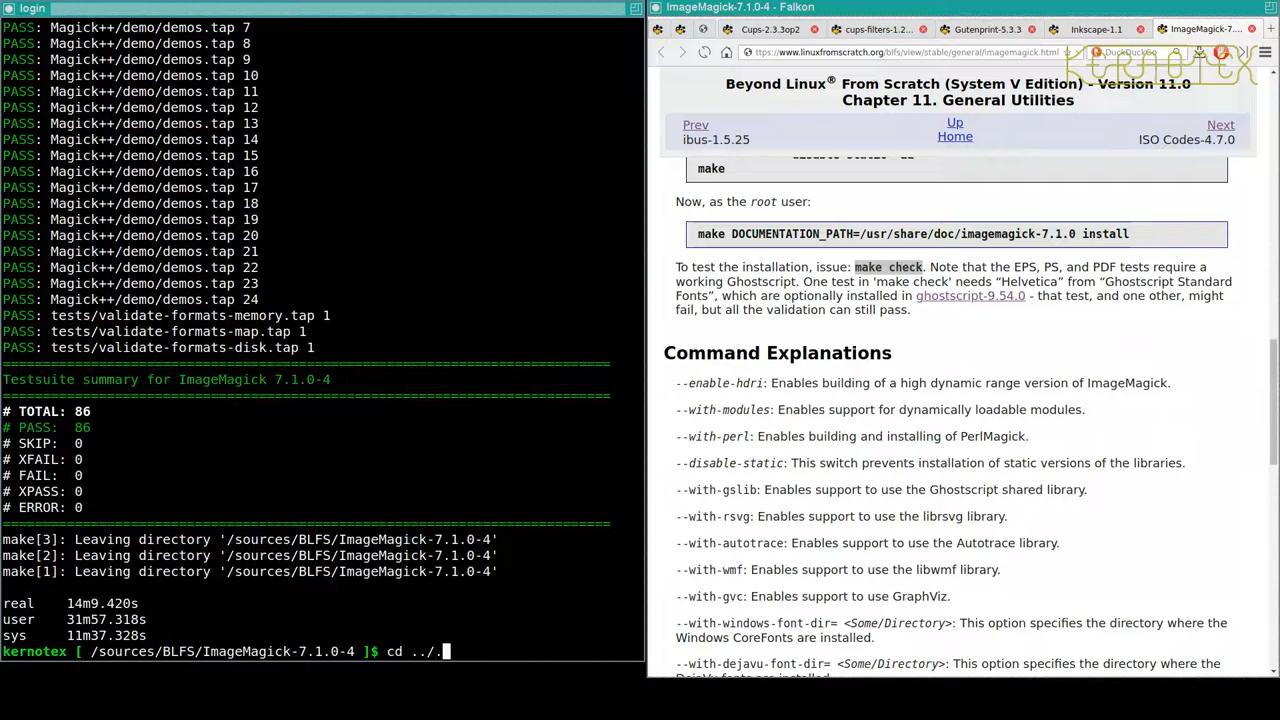 login
PASS: Magick++/demo/demos.tap 7
PASS: Magick++/demo/demos.tap 8
PASS: Magick++/demo/demos.tap 9
PASS: Magick++/demo/demos.tap 10
PASS: Magick++/demo/demos.tap 11
PASS: Magick++/demo/demos.tap 12
PASS: Magick++/demo/demos.tap 13
PASS: Magick++/demo/demos.tap 14
PASS: Magick++/demo/demos.tap 15
PASS: Magick++/demo/demos.tap 16
PASS: Magick++/demo/demos.tap 17
PASS: Magick++/demo/demos.tap 18
PASS: Magick++/demo/demos.tap 19
PASS: Magick++/demo/demos.tap 20
PASS: Magick++/demo/demos.tap 21
PASS: Magick++/demo/demos.tap 22
PASS: Magick++/demo/demos.tap 23
PASS: Magick++/demo/demos.tap 24
PASS: tests/validate-formats-memory.tap 1
PASS: tests/validate-formats-map.tap 1
PASS: tests/validate-formats-disk.tap 1
============================================================================
Testsuite summary for ImageMagick 7.1.0-4
============================================================================
# TOTAL: 86
# PASS:  86
# SKIP:  0
# XFAIL: 0
# FAIL:  0
# XPASS: 0
# ERROR: 0
============================================================================
make[3]: Leaving directory '/sources/BLFS/ImageMagick-7.1.0-4'
make[2]: Leaving directory '/sources/BLFS/ImageMagick-7.1.0-4'
make[1]: Leaving directory '/sources/BLFS/ImageMagick-7.1.0-4'
real    14m9.420s
user    31m57.318s
sys     11m37.328s
kernotex [ /sources/BLFS/ImageMagick-7.1.0-4 ]$ cd ../.
ImageMagick-7.1.0-4 - Falkon
Cups-2.3.3op2
cups-filters-1.2...
Gutenprint-5.3.3
Inkscape-1.1
ImageMagick-7....
https://www.linuxfromscratch.org/blfs/view/stable/general/imagemagick.html
DuckDuckGo
KERNOTEX
Beyond Linux® From Scratch (System V Edition) - Version 11.0
Chapter 11. General Utilities
Prev
Up
Next
ibus-1.5.25
Home
ISO Codes-4.7.0
make
Now, as the root user:
make DOCUMENTATION_PATH=/usr/share/doc/imagemagick-7.1.0 install
To test the installation, issue: make check. Note that the EPS, PS, and PDF tests require a
working Ghostscript. One test in 'make check' needs “Helvetica” from “Ghostscript Standard
Fonts”, which are optionally installed in ghostscript-9.54.0 - that test, and one other, might
fail, but all the validation can still pass.
Command Explanations
--enable-hdri: Enables building of a high dynamic range version of ImageMagick.
--with-modules: Enables support for dynamically loadable modules.
--with-perl: Enables building and installing of PerlMagick.
--disable-static: This switch prevents installation of static versions of the libraries.
--with-gslib: Enables support to use the Ghostscript shared library.
--with-rsvg: Enables support to use the librsvg library.
--with-autotrace: Enables support to use the Autotrace library.
--with-wmf: Enables support to use the libwmf library.
--with-gvc: Enables support to use GraphViz.
--with-windows-font-dir= <Some/Directory>: This option specifies the directory where the
Windows CoreFonts are installed.
--with-dejavu-font-dir= <Some/Directory>: This option specifies the directory where the